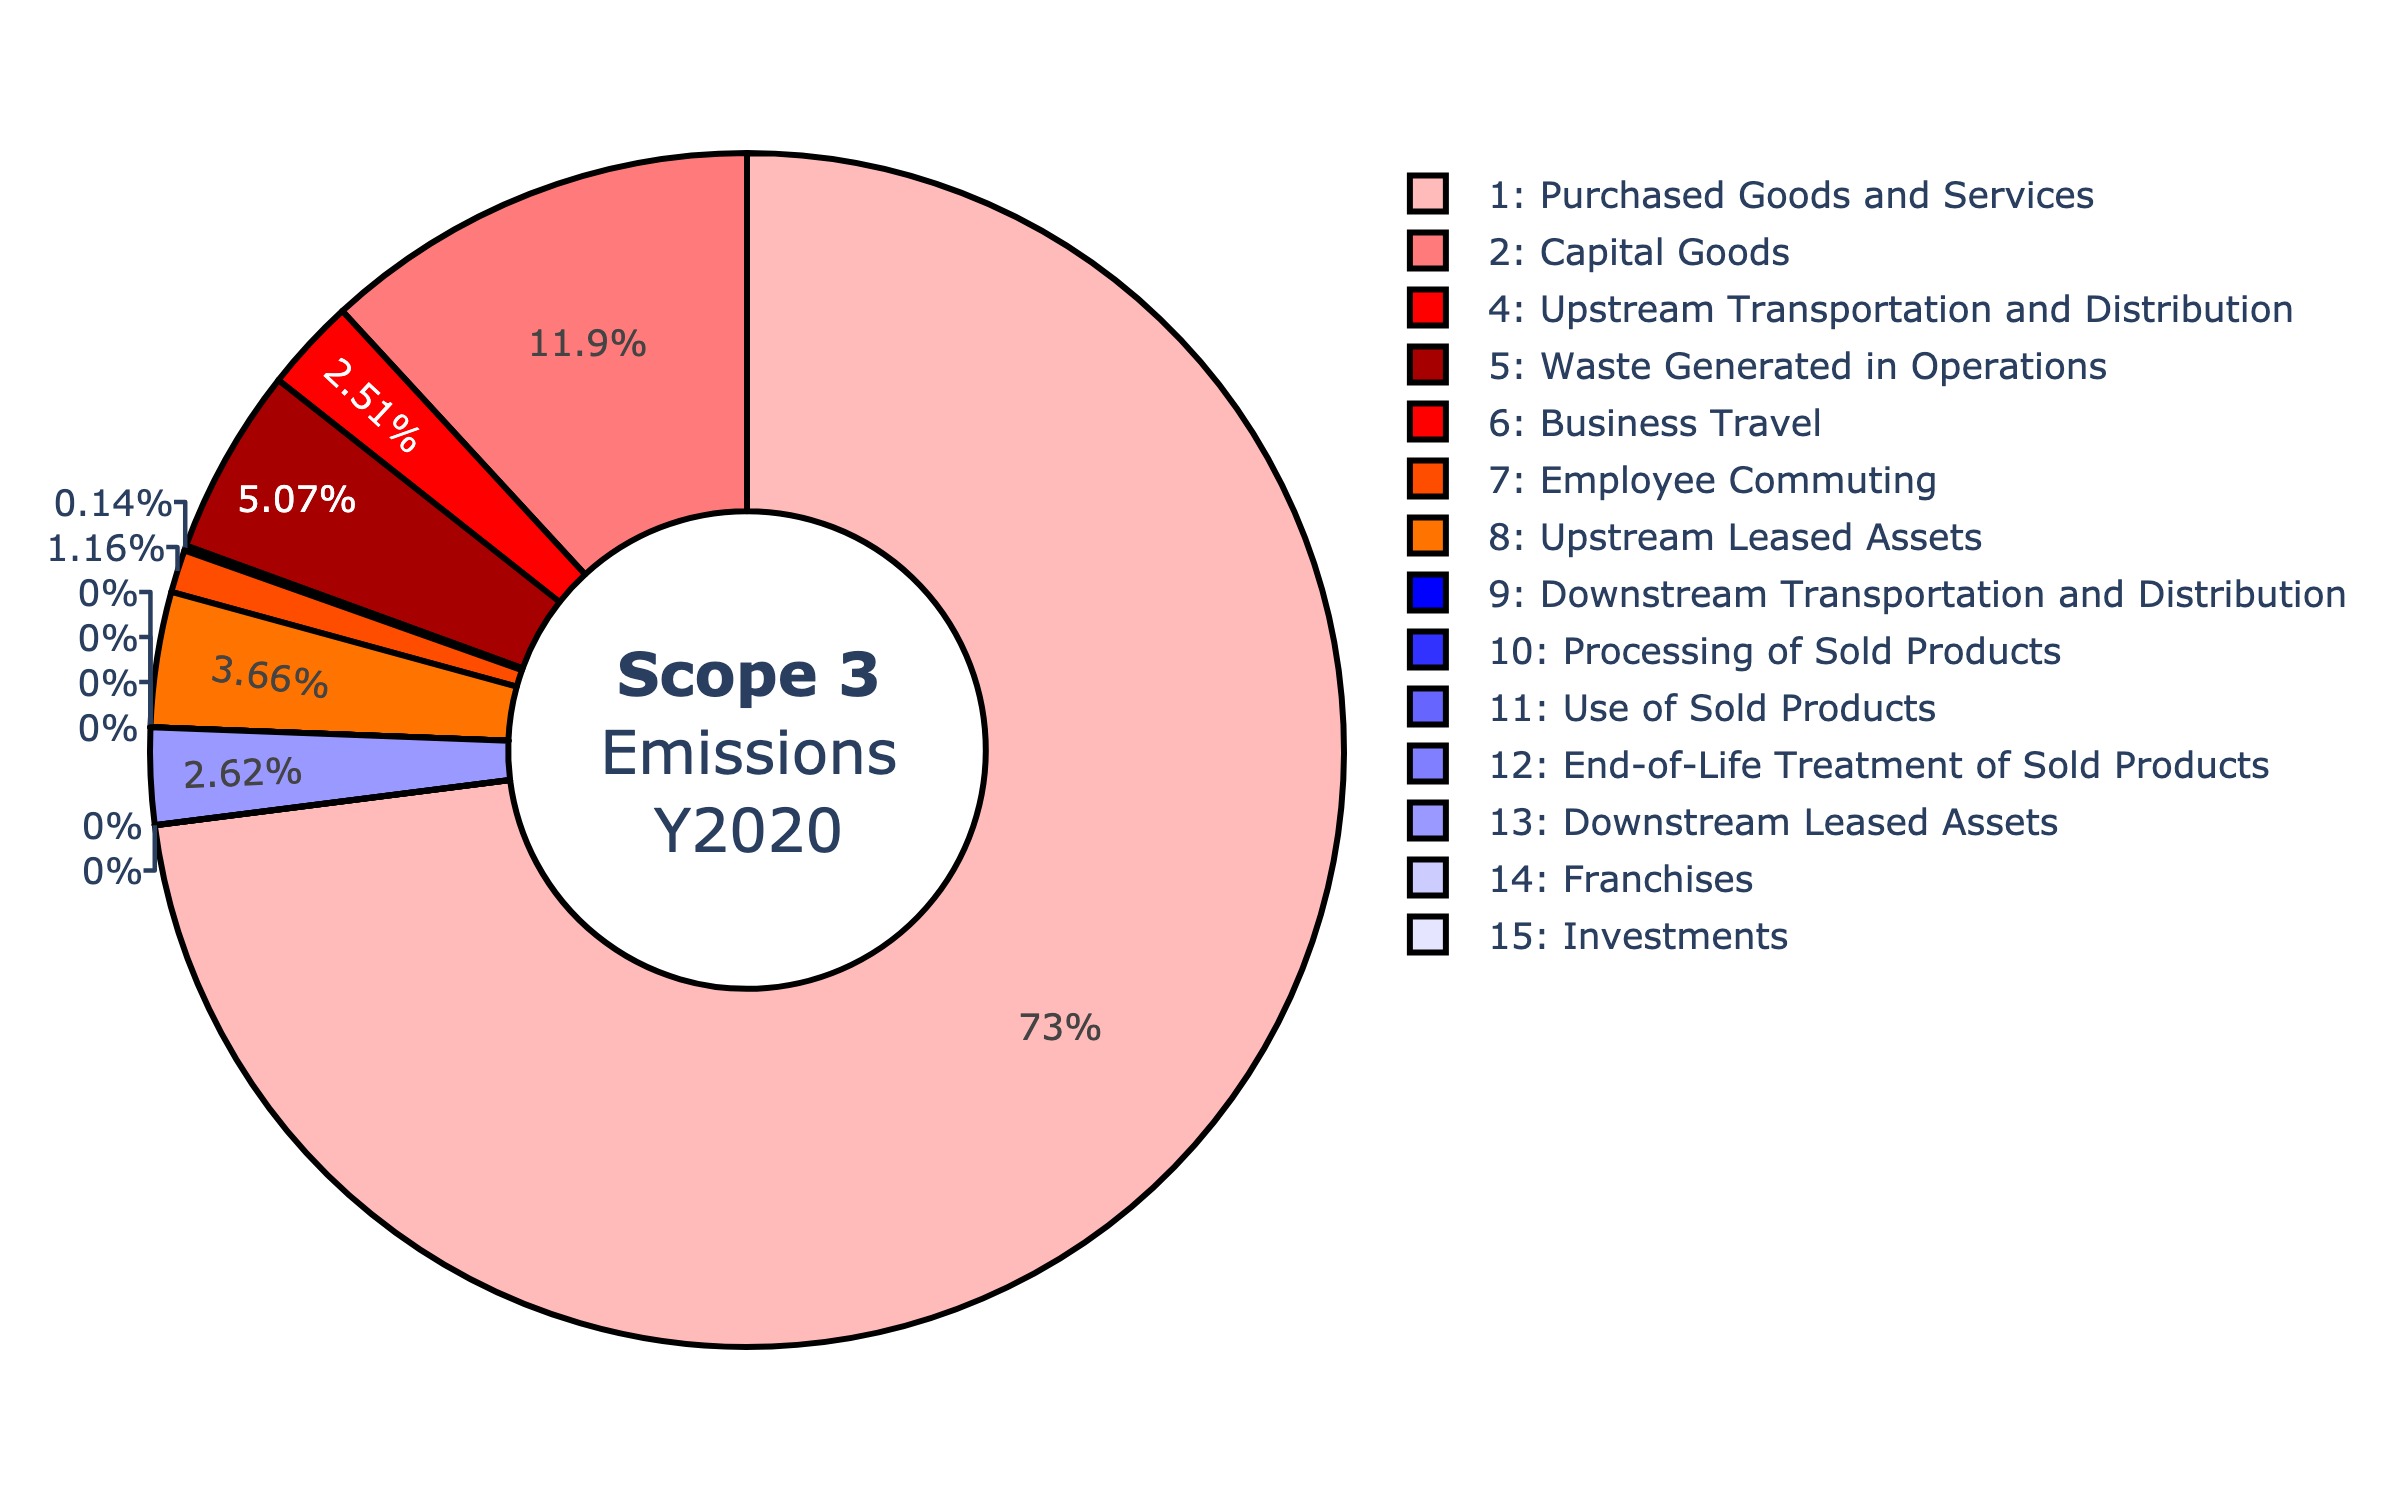 11.9%
2.51%
5.07%
0.14%
1.16%
0%
0%
0%
0%
3.66%
2.62%
0%
0%
73%
Scope 3
Emissions
Y2020
1: Purchased Goods and Services
2: Capital Goods
4: Upstream Transportation and Distribution
5: Waste Generated in Operations
6: Business Travel
7: Employee Commuting
8: Upstream Leased Assets
9: Downstream Transportation and Distribution
10: Processing of Sold Products
11: Use of Sold Products
12: End-of-Life Treatment of Sold Products
13: Downstream Leased Assets
14: Franchises
15: Investments